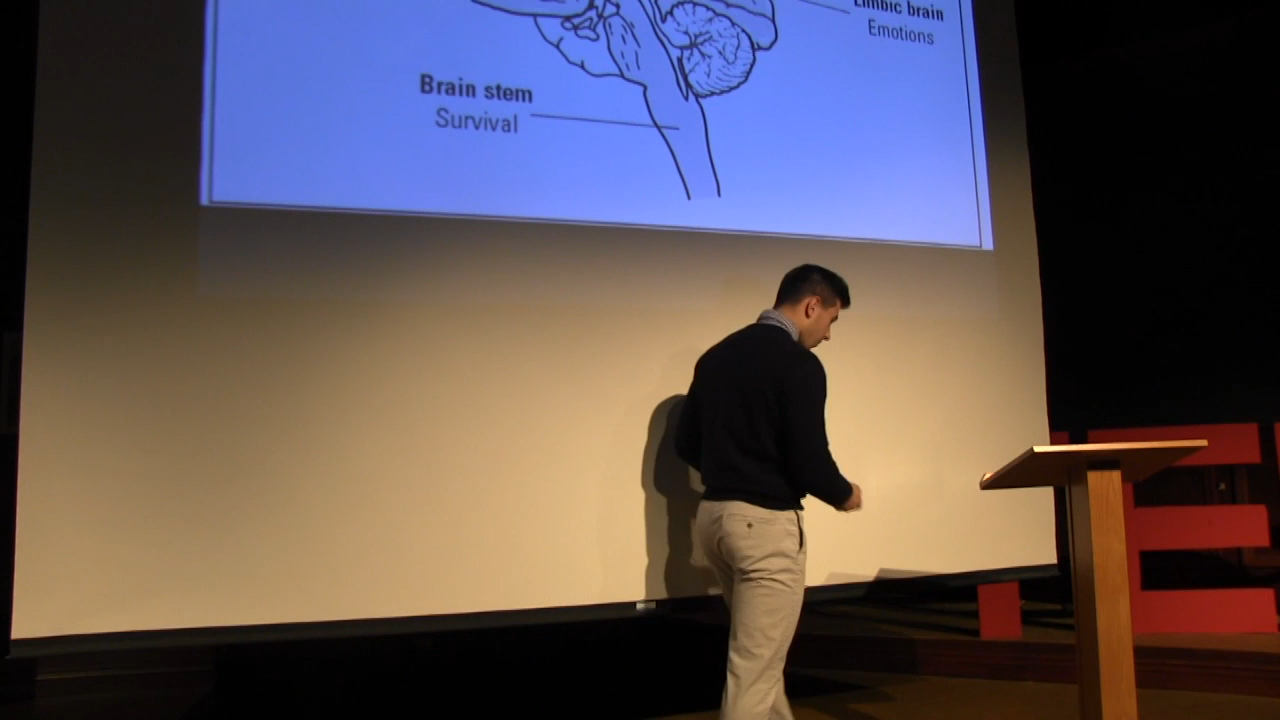 Limbic brain
Emotions
Brain stem
Survival
E